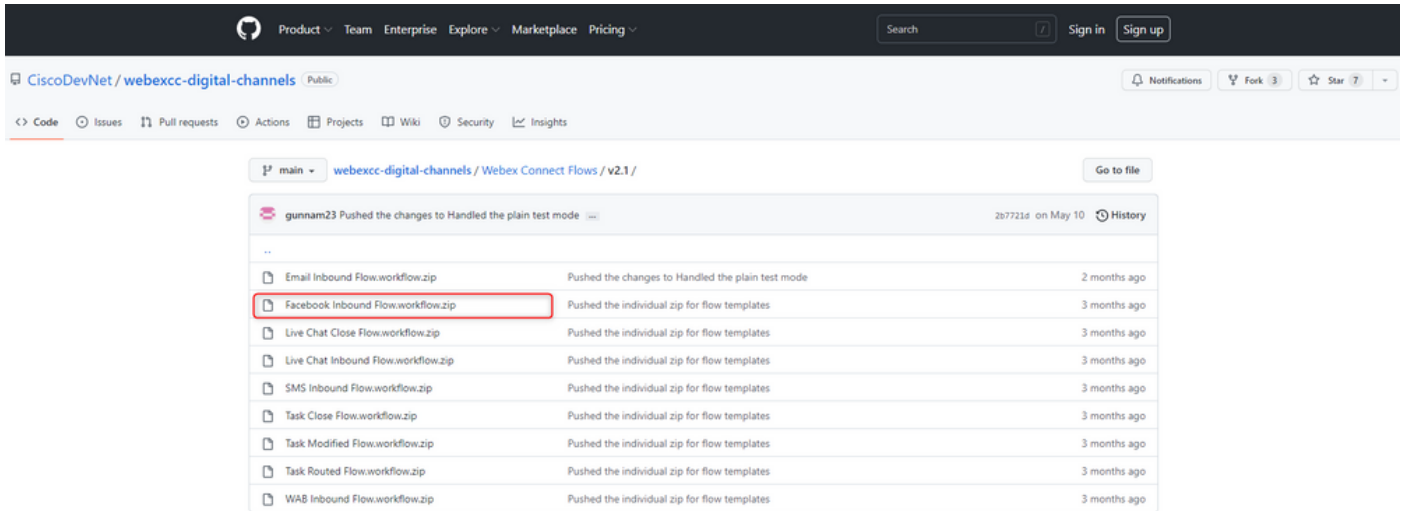 Product Team Enterprise Explore Marketplace Pricing Search / Sign in Sign up
CiscoDevNet / webexcc-digital-channels Public Notifications Fork 3 Star 7
<> Code Issues Pull requests Actions Projects Wiki Security Insights
main webexcc-digital-channels / Webex Connect Flows / v2.1 / Go to file
gunnam23 Pushed the changes to Handled the plain test mode ... 2b7721d on May 10 History
..
Email Inbound Flow.workflow.zip Pushed the changes to Handled the plain test mode 2 months ago
Facebook Inbound Flow.workflow.zip Pushed the individual zip for flow templates 3 months ago
Live Chat Close Flow.workflow.zip Pushed the individual zip for flow templates 3 months ago
Live Chat Inbound Flow.workflow.zip Pushed the individual zip for flow templates 3 months ago
SMS Inbound Flow.workflow.zip Pushed the individual zip for flow templates 3 months ago
Task Close Flow.workflow.zip Pushed the individual zip for flow templates 3 months ago
Task Modified Flow.workflow.zip Pushed the individual zip for flow templates 3 months ago
Task Routed Flow.workflow.zip Pushed the individual zip for flow templates 3 months ago
WAB Inbound Flow.workflow.zip Pushed the individual zip for flow templates 3 months ago